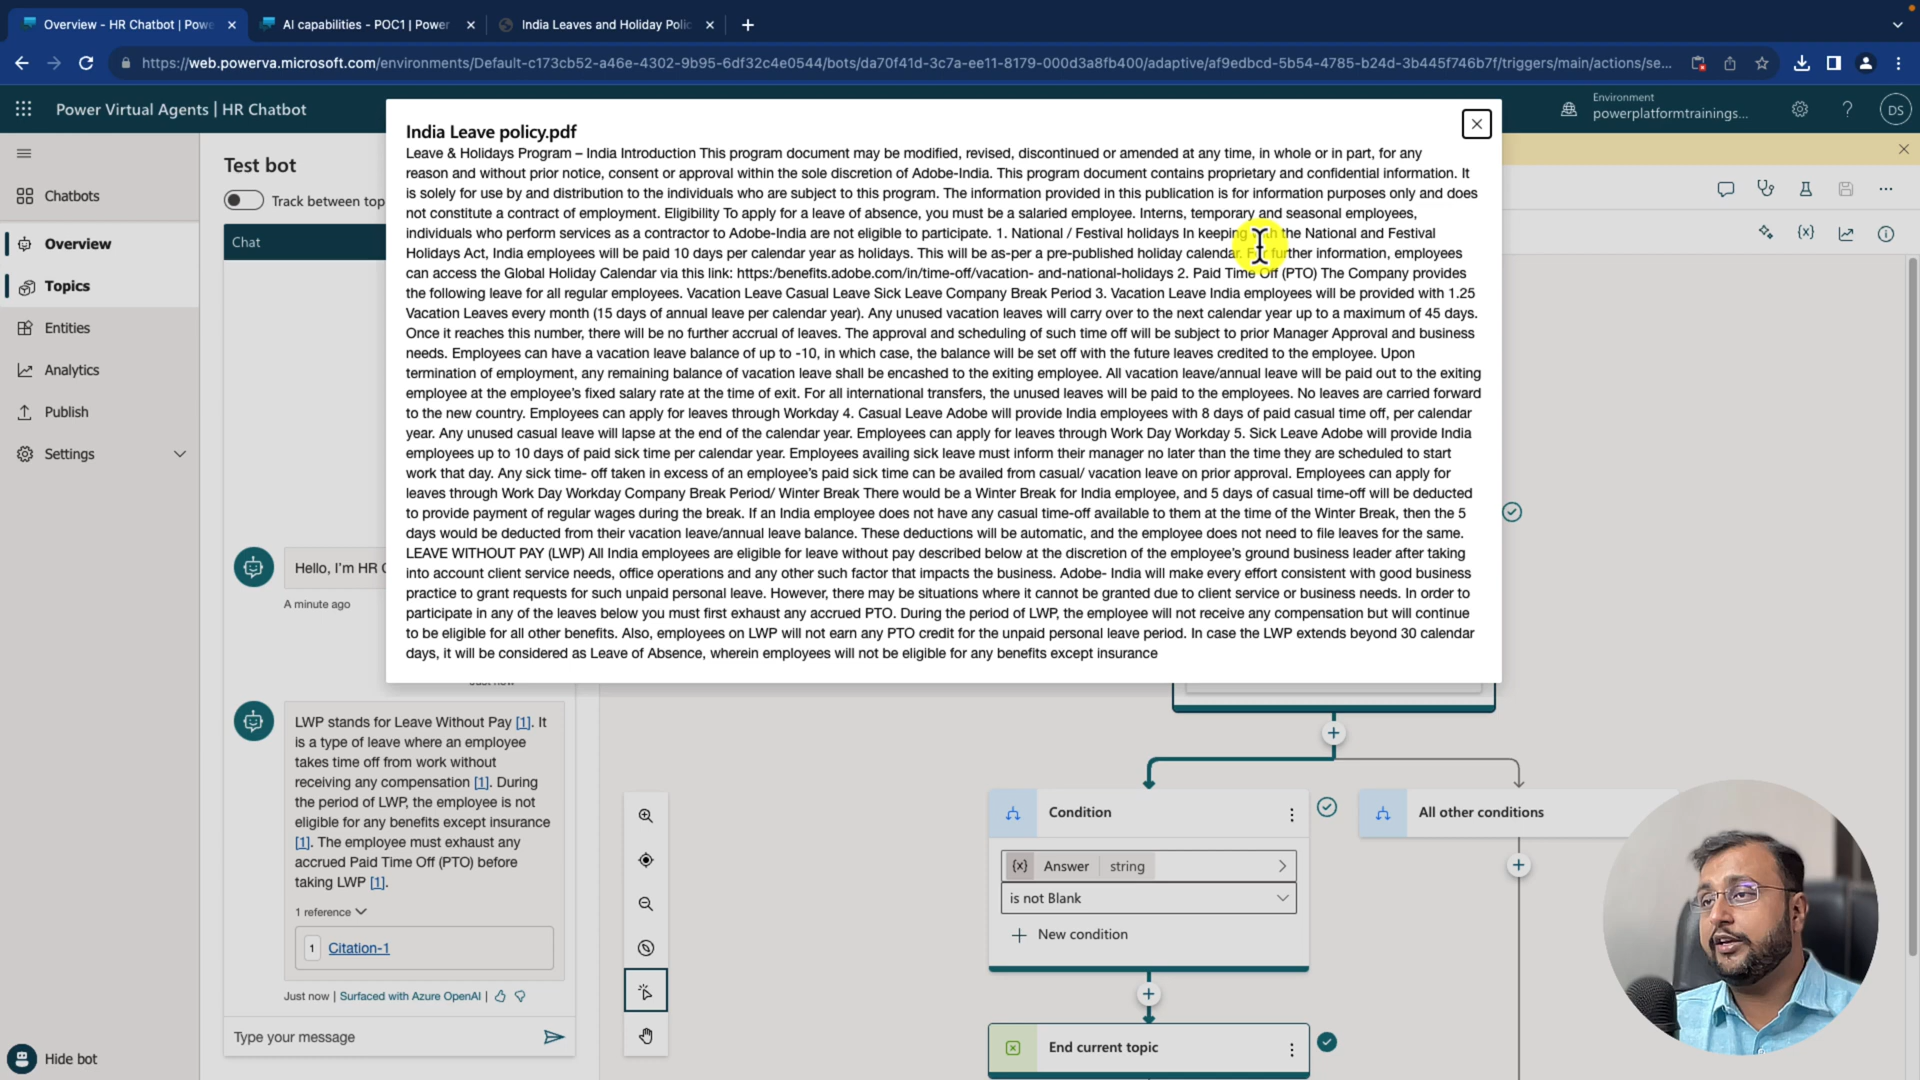 Overview - HR Chatbot | Powe
AI capabilities - POC1 | Power
India Leaves and Holiday Polic
https://web.powerva.microsoft.com/environments/Default-c173cb52-a46e-4302-9b95-6df32c4e0544/bots/da70f41d-3c7a-ee11-8179-000d3a8fb400/adaptive/af9edbcd-5b54-4785-b24d-3b445f746b7f/triggers/main/actions/se...
Power Virtual Agents | HR Chatbot
Environment
powerplatformtrainings...
DS
Chatbots
Overview
Topics
Entities
Analytics
Publish
Settings
Hide bot
Test bot
Track between top
Chat
India Leave policy.pdf
Leave & Holidays Program – India Introduction This program document may be modified, revised, discontinued or amended at any time, in whole or in part, for any
reason and without prior notice, consent or approval within the sole discretion of Adobe-India. This program document contains proprietary and confidential information. It
is solely for use by and distribution to the individuals who are subject to this program. The information provided in this publication is for information purposes only and does
not constitute a contract of employment. Eligibility To apply for a leave of absence, you must be a salaried employee. Interns, temporary and seasonal employees,
individuals who perform services as a contractor to Adobe-India are not eligible to participate. 1. National / Festival holidays In keeping with the National and Festival
Holidays Act, India employees will be paid 10 days per calendar year as holidays. This will be as-per a pre-published holiday calendar. For further information, employees
can access the Global Holiday Calendar via this link: https:/benefits.adobe.com/in/time-off/vacation- and-national-holidays 2. Paid Time Off (PTO) The Company provides
the following leave for all regular employees. Vacation Leave Casual Leave Sick Leave Company Break Period 3. Vacation Leave India employees will be provided with 1.25
Vacation Leaves every month (15 days of annual leave per calendar year). Any unused vacation leaves will carry over to the next calendar year up to a maximum of 45 days.
Once it reaches this number, there will be no further accrual of leaves. The approval and scheduling of such time off will be subject to prior Manager Approval and business
needs. Employees can have a vacation leave balance of up to -10, in which case, the balance will be set off with the future leaves credited to the employee. Upon
termination of employment, any remaining balance of vacation leave shall be encashed to the exiting employee. All vacation leave/annual leave will be paid out to the exiting
employee at the employee's fixed salary rate at the time of exit. For all international transfers, the unused leaves will be paid to the employees. No leaves are carried forward
to the new country. Employees can apply for leaves through Workday 4. Casual Leave Adobe will provide India employees with 8 days of paid casual time off, per calendar
year. Any unused casual leave will lapse at the end of the calendar year. Employees can apply for leaves through Work Day Workday 5. Sick Leave Adobe will provide India
employees up to 10 days of paid sick time per calendar year. Employees availing sick leave must inform their manager no later than the time they are scheduled to start
work that day. Any sick time- off taken in excess of an employee's paid sick time can be availed from casual/ vacation leave on prior approval. Employees can apply for
leaves through Work Day Workday Company Break Period/ Winter Break There would be a Winter Break for India employee, and 5 days of casual time-off will be deducted
to provide payment of regular wages during the break. If an India employee does not have any casual time-off available to them at the time of the Winter Break, then the 5
days would be deducted from their vacation leave/annual leave balance. These deductions will be automatic, and the employee does not need to file leaves for the same.
LEAVE WITHOUT PAY (LWP) All India employees are eligible for leave without pay described below at the discretion of the employee's ground business leader after taking
into account client service needs, office operations and any other such factor that impacts the business. Adobe- India will make every effort consistent with good business
practice to grant requests for such unpaid personal leave. However, there may be situations where it cannot be granted due to client service or business needs. In order to
participate in any of the leaves below you must first exhaust any accrued PTO. During the period of LWP, the employee will not receive any compensation but will continue
to be eligible for all other benefits. Also, employees on LWP will not earn any PTO credit for the unpaid personal leave period. In case the LWP extends beyond 30 calendar
days, it will be considered as Leave of Absence, wherein employees will not be eligible for any benefits except insurance
Hello, I'm HR C
A minute ago
LWP stands for Leave Without Pay [1]. It
is a type of leave where an employee
takes time off from work without
receiving any compensation [1]. During
the period of LWP, the employee is not
eligible for any benefits except insurance
[1]. The employee must exhaust any
accrued Paid Time Off (PTO) before
taking LWP [1].
1 reference
1 Citation-1
Just now | Surfaced with Azure OpenAI |
Type your message
Condition
{x} Answer string
is not Blank
New condition
End current topic
All other conditions